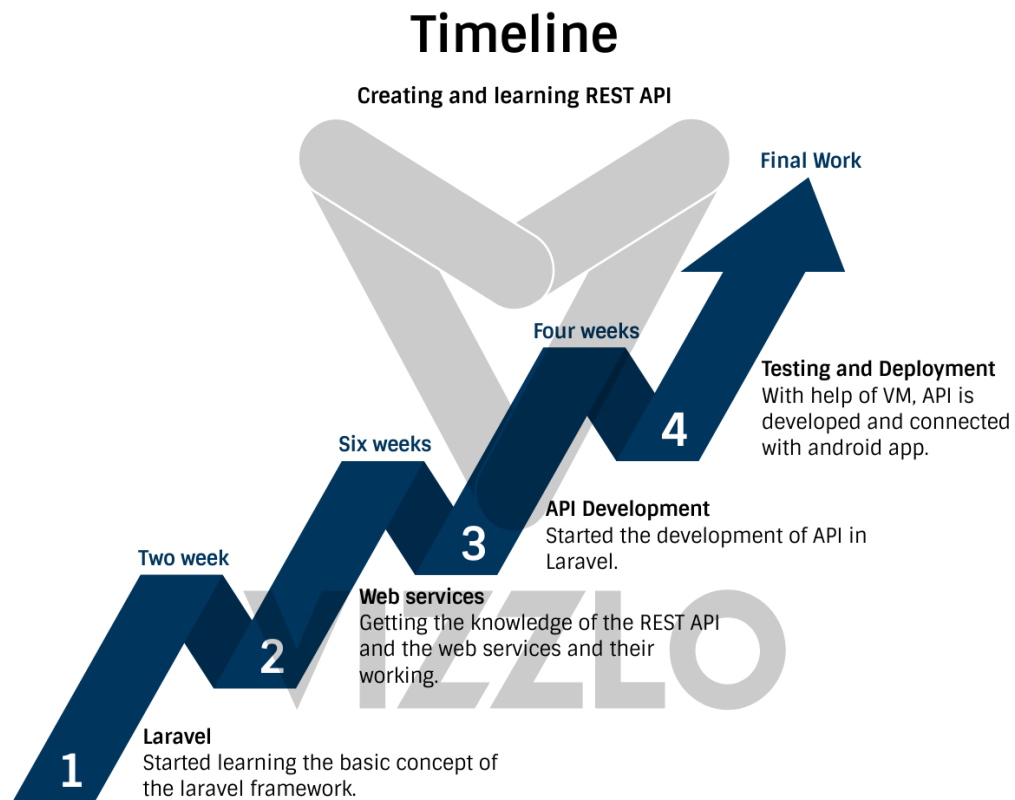 Timeline
Creating and learning REST API
Final Work
Four weeks
4
Testing and Deployment
With help of VM, API is
developed and connected
with android app.
Six weeks
3
API Development
Started the development of API in
Laravel.
Two week
2
Web services
Getting the knowledge of the REST API
and the web services and their
working.
VIZZLO
1
Laravel
Started learning the basic concept of
the laravel framework.